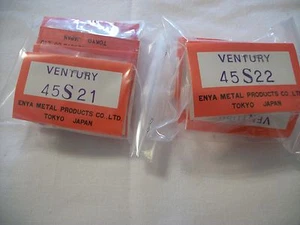 VENTURY
45S21
ENYA METAL PRODUCTS CO.,LTD.
TOKYO JAPAN
VENTURY
45S22
ENYA METAL PRODUCTS CO.,LTD.
TOKYO JAPAN